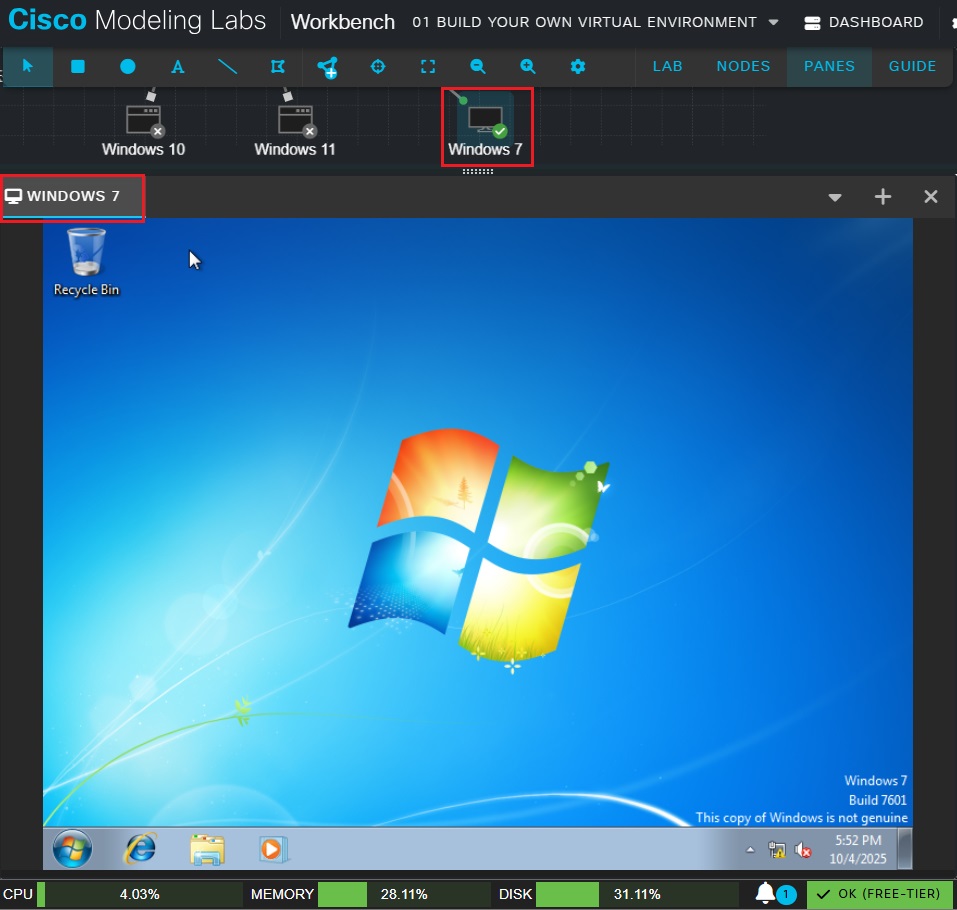 Cisco Modeling Labs Workbench 01 BUILD YOUR OWN VIRTUAL ENVIRONMENT DASHBOARD
A LAB NODES PANES GUIDE
Windows 10 Windows 11 Windows 7
WINDOWS 7
Recycle Bin
Windows 7
Build 7601
This copy of Windows is not genuine
5:52 PM
10/4/2025
CPU 4.03% MEMORY 28.11% DISK 31.11% 1 OK (FREE-TIER)